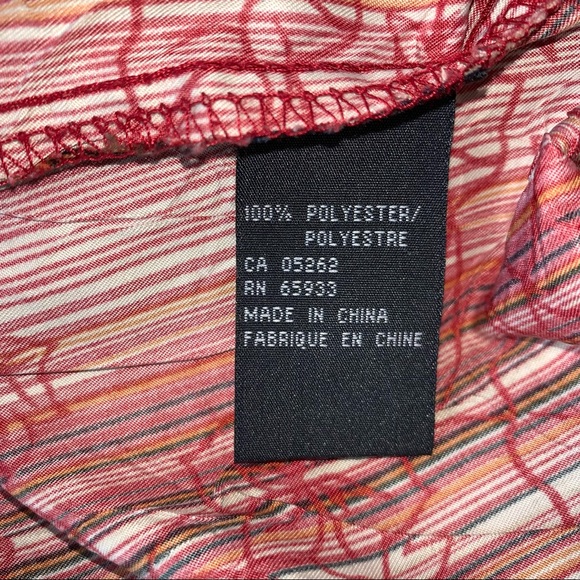 100% POLYESTER/
POLYESTRE
CA 05262
RN 65933
MADE IN CHINA
FABRIQUE EN CHINE